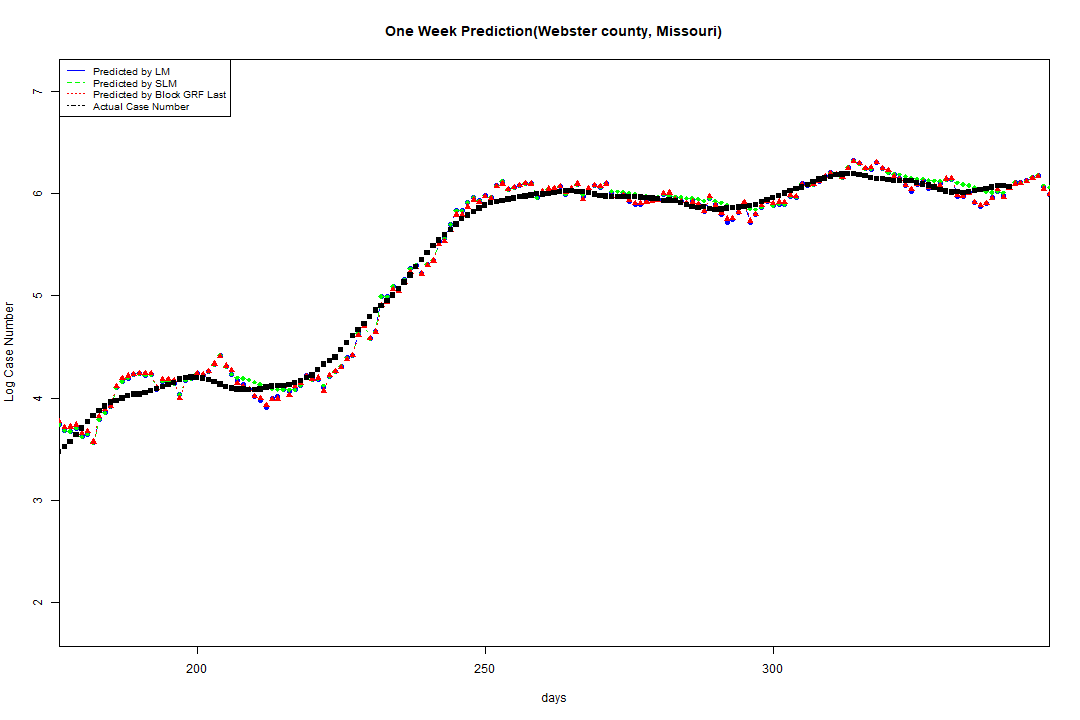 One Week Prediction(Webster county, Missouri)
Predicted by LM
Predicted by SLM
Predicted by Block GRF Last
Actual Case Number
7
6
5
4
3
2
Log Case Number
200 250 300
days